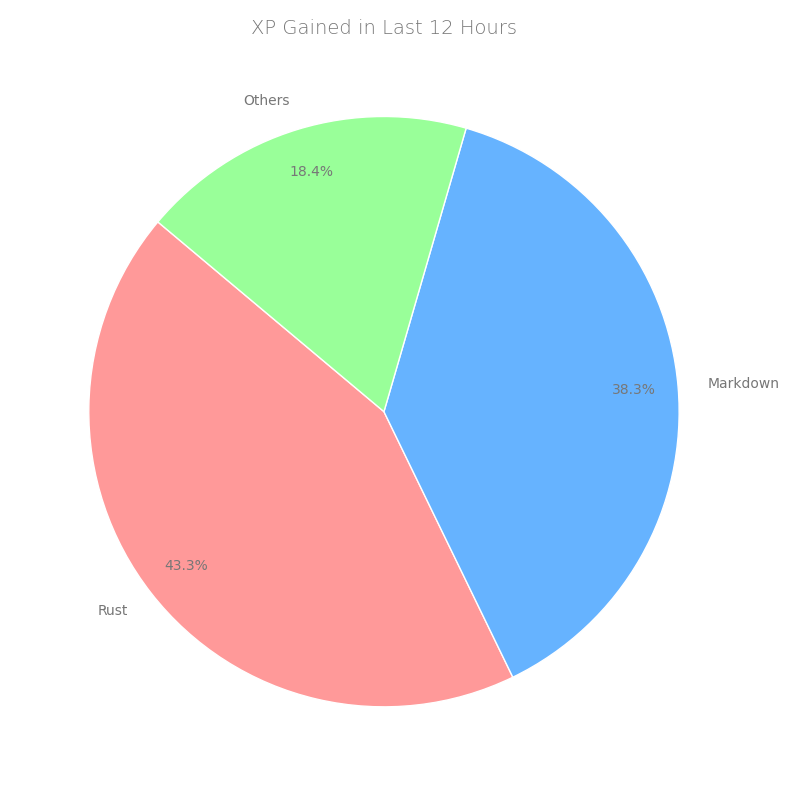 XP Gained in Last 12 Hours
Others
18.4%
Markdown
38.3%
43.3%
Rust